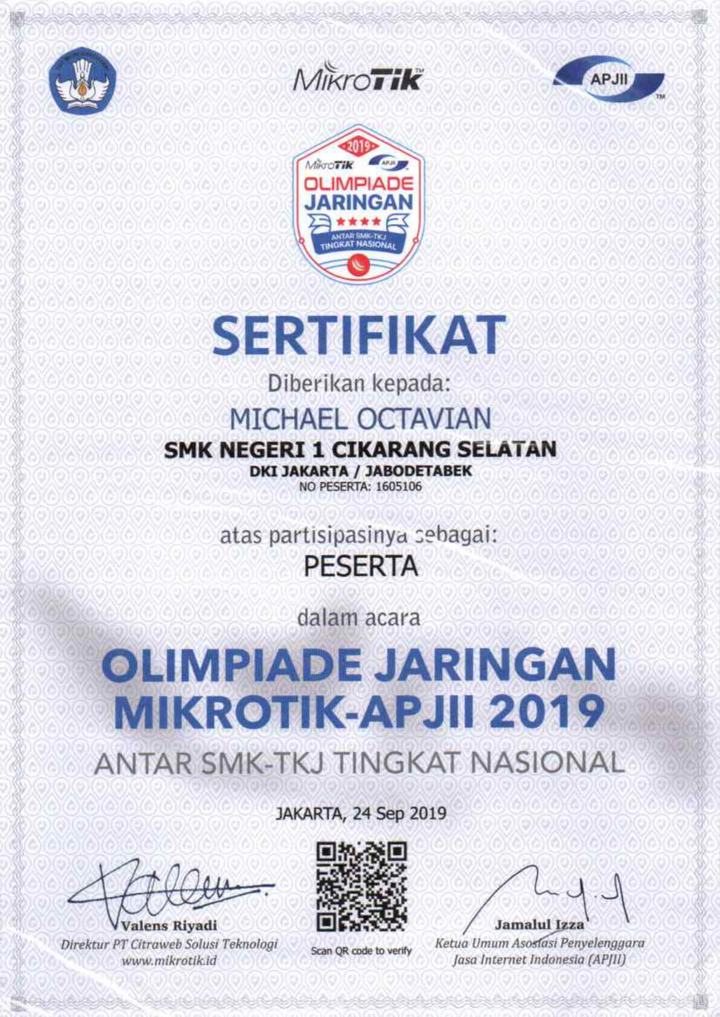 MikroTik TM
APJII TM
2019
MikroTik APJII
OLIMPIADE
JARINGAN
ANTAR SMK-TKJ
TINGKAT NASIONAL
SERTIFIKAT
Diberikan kepada:
MICHAEL OCTAVIAN
SMK NEGERI 1 CIKARANG SELATAN
DKI JAKARTA / JABODETABEK
NO PESERTA: 1605106
atas partisipasinya sebagai:
PESERTA
dalam acara
OLIMPIADE JARINGAN
MIKROTIK-APJII 2019
ANTAR SMK-TKJ TINGKAT NASIONAL
JAKARTA, 24 Sep 2019
Valens Riyadi
Direktur PT Citraweb Solusi Teknologi
www.mikrotik.id
Scan QR code to verify
Jamalul Izza
Ketua Umum Asosiasi Penyelenggara
Jasa Internet Indonesia (APJII)